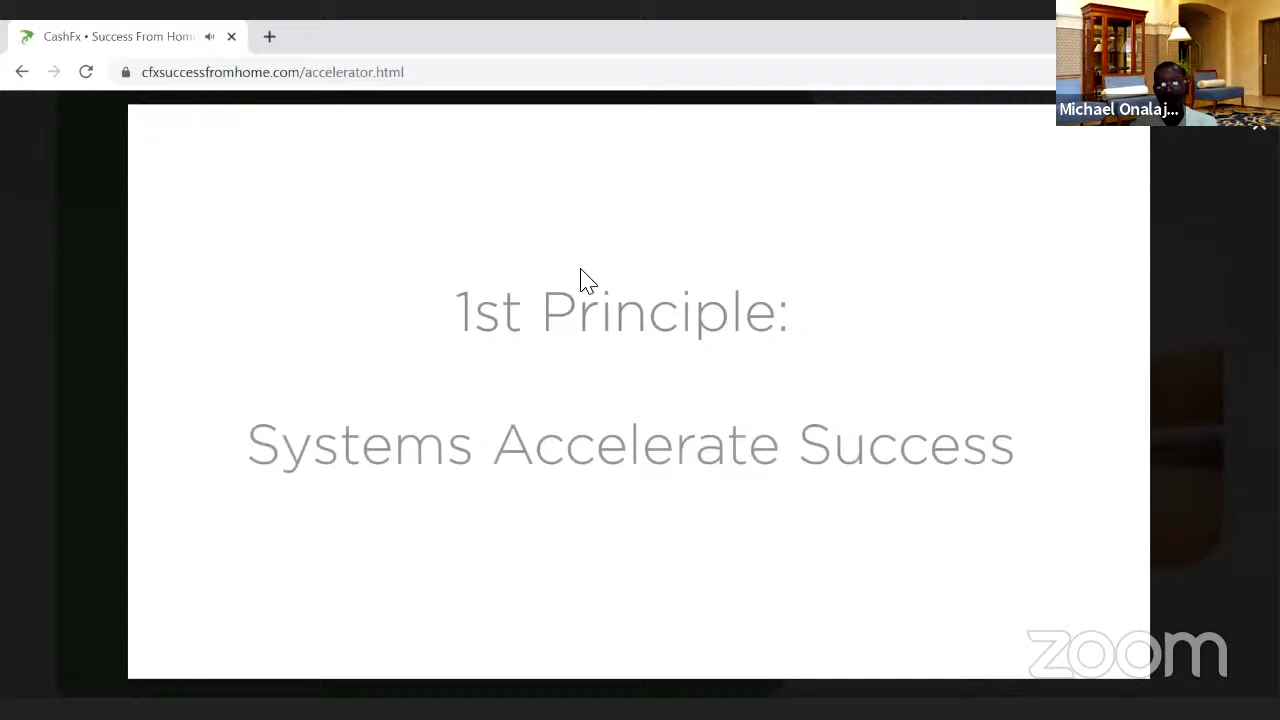 CashFx • Success From Hom
cfxsuccessfromhome.com/accelerator.html
Michael Onalaj...
1st Principle:
Systems Accelerate Success
zoom